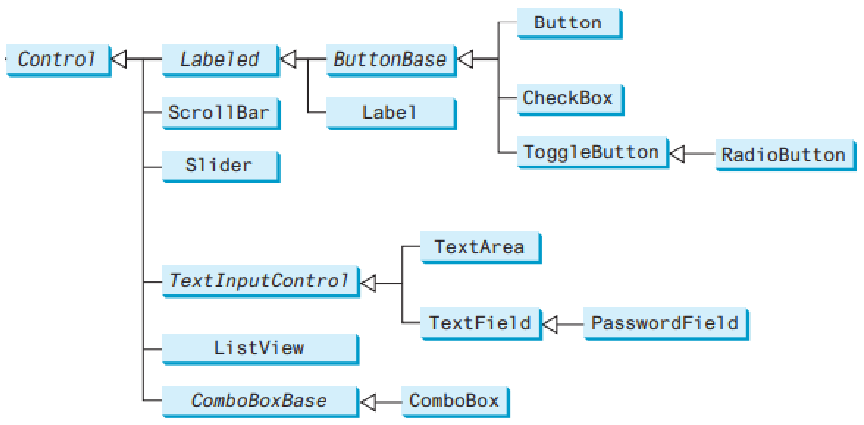 Button
Control
Labeled
ButtonBase
ScrollBar
Label
CheckBox
Slider
ToggleButton
RadioButton
TextArea
TextInputControl
TextField
PasswordField
ListView
ComboBoxBase
ComboBox